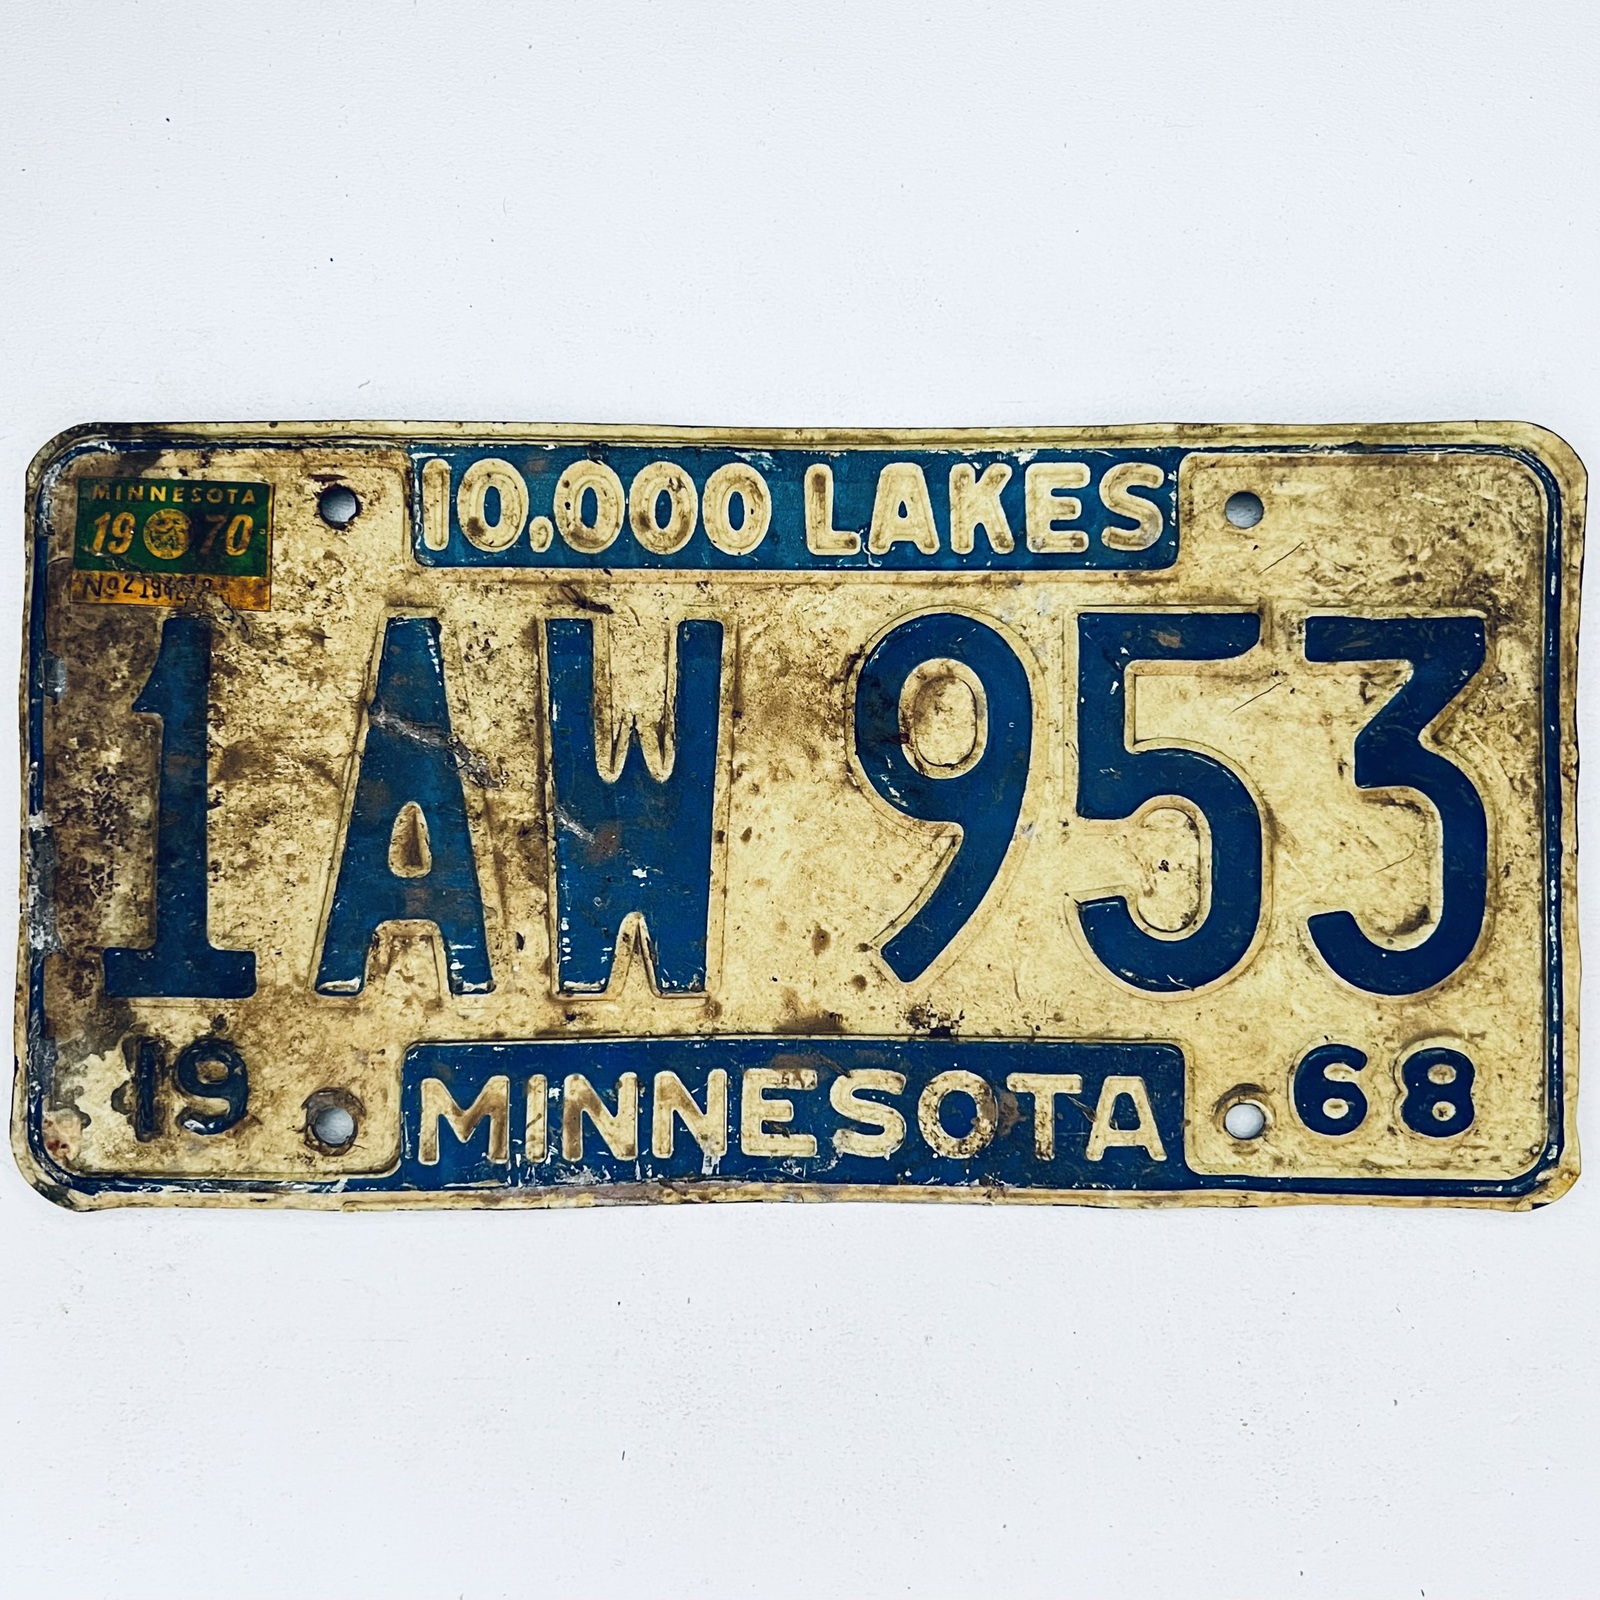 10,000 LAKES
MINNESOTA
19 70
1AW 953
19 68
MINNESOTA